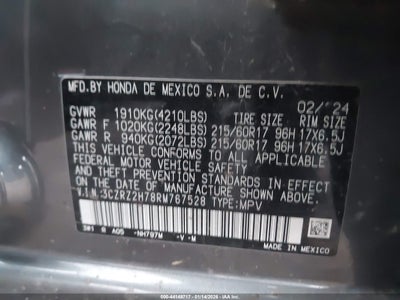 MFD.BY HONDA DE MEXICO S.A. DE C.V.
02/'24
TIRE SIZE RIM SIZE
GVWR 1910KG(4210LBS)
GAWR F 1020KG(2248LBS) 215/60R17 96H 17X6.5J
GAWR R 940KG(2072LBS) 215/60R17 96H 17X6.5J
THIS VEHICLE CONFORMS TO ALL APPLICABLE
FEDERAL MOTOR VEHICLE SAFETY AND THEFT
PREVENTION STANDARDS IN EFFECT ON THE DATE
OF MANUFACTURE SHOWN ABOVE.
V.I.N. 3CZRZ2H78RM767528 TYPE:MPV
NH797M -V-M
MADE IN MEXICO